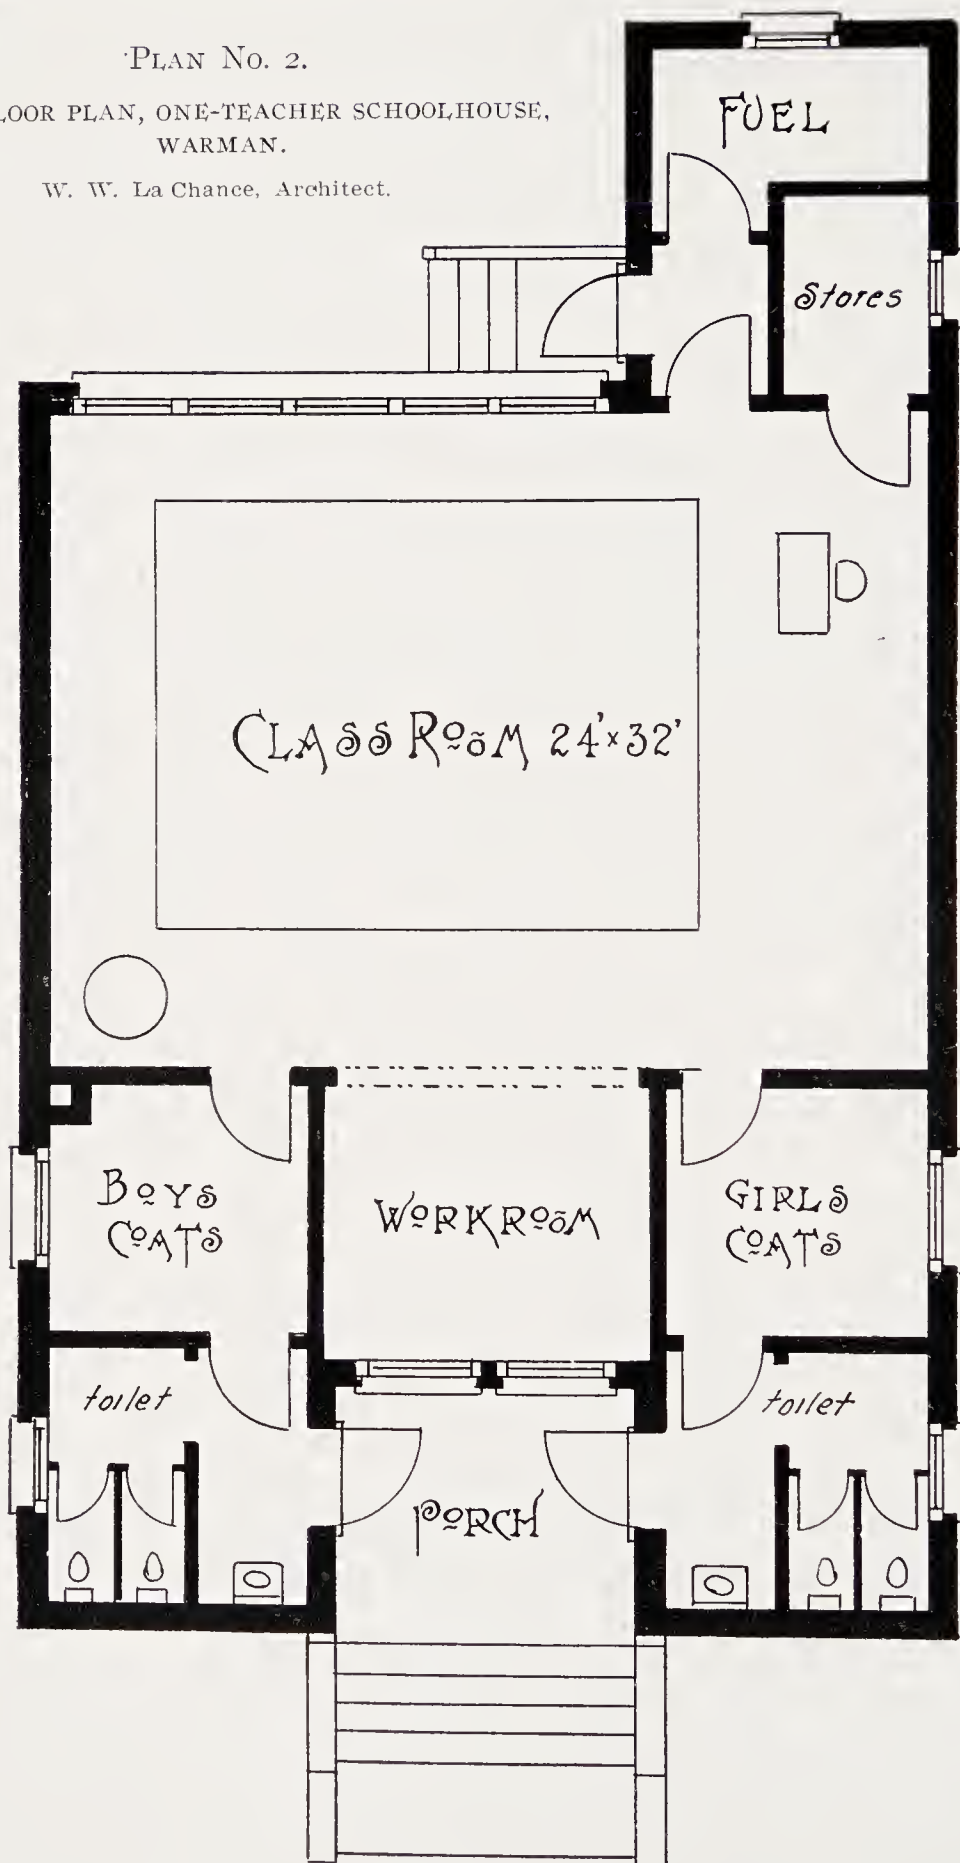 PLAN No. 2.
LOOR PLAN, ONE-TEACHER SCHOOLHOUSE,
WARMAN.
W. W. La Chance, Architect.
FUEL
Stores
CLASS ROOM 24'x32'
BOYS
COATS
WORKROOM
GIRLS
COATS
toilet
toilet
PORCH